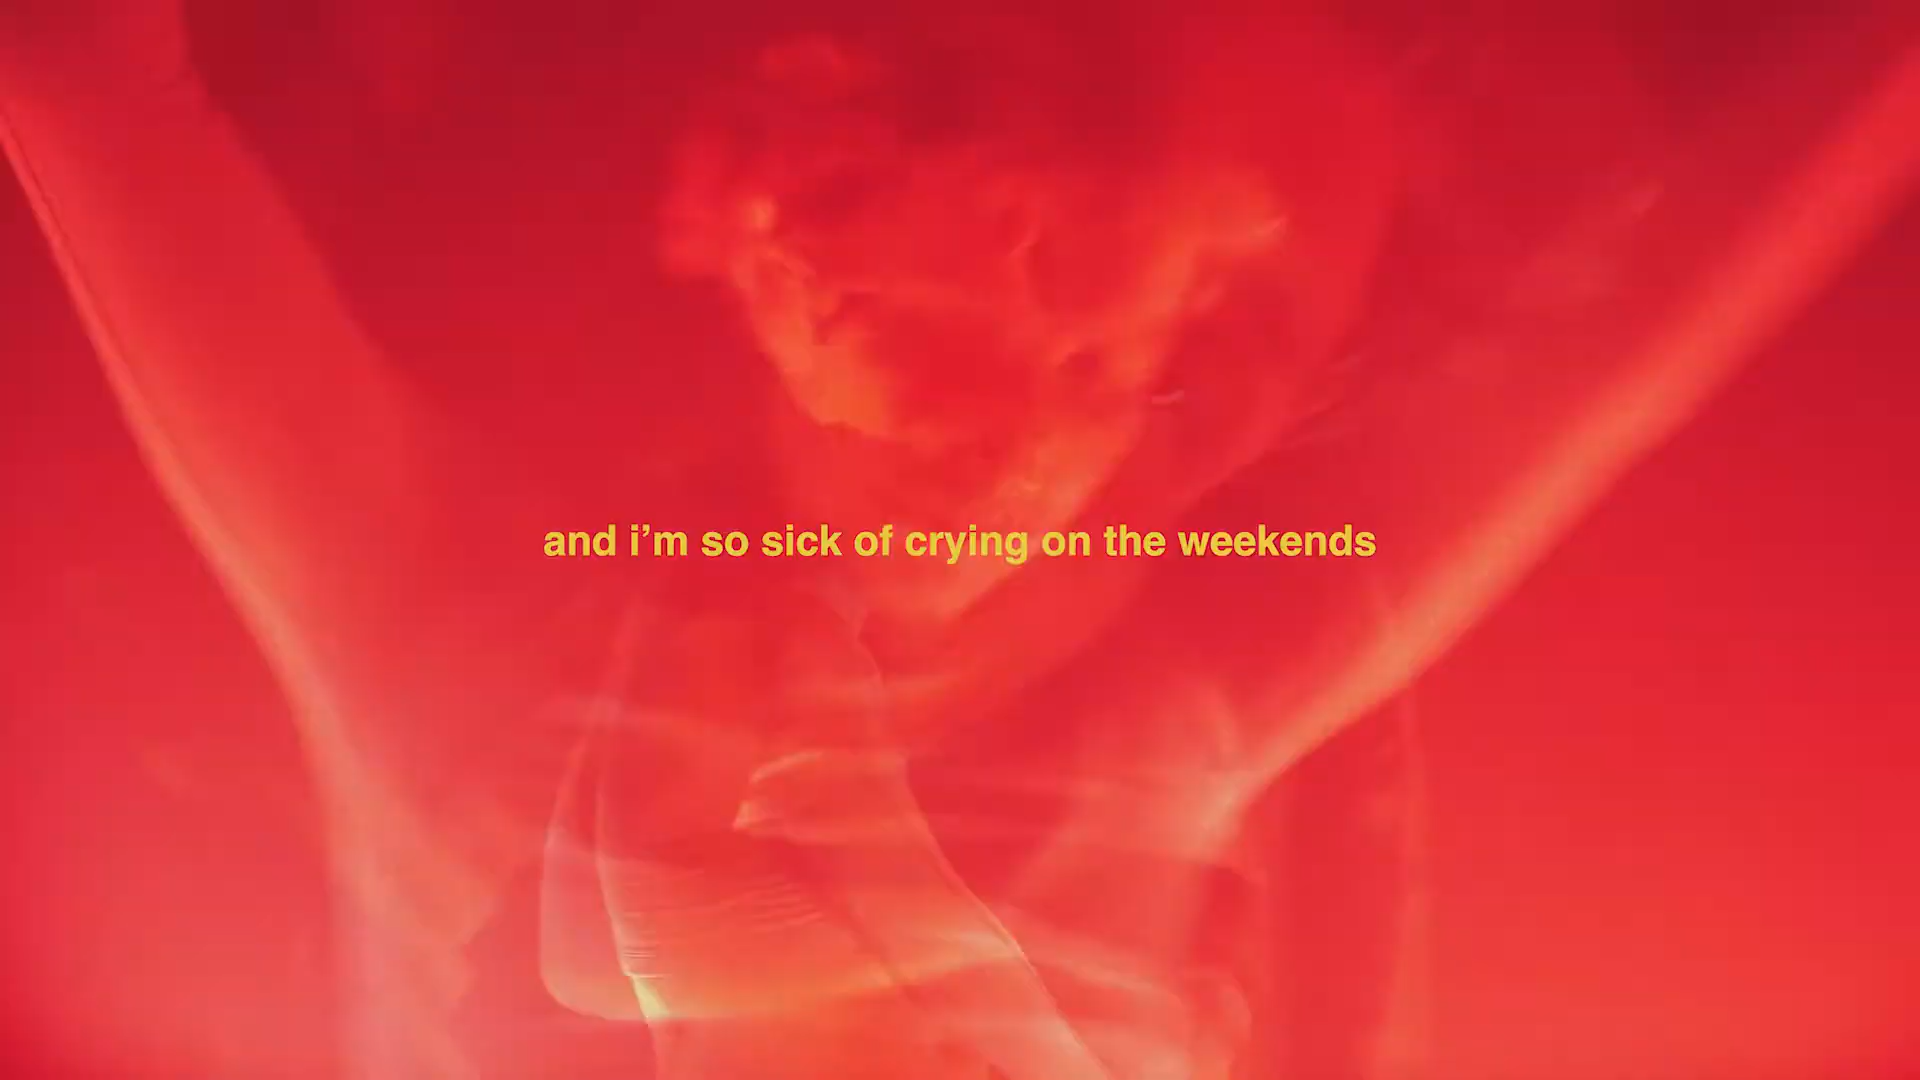 and i’m so sick of crying on the weekends